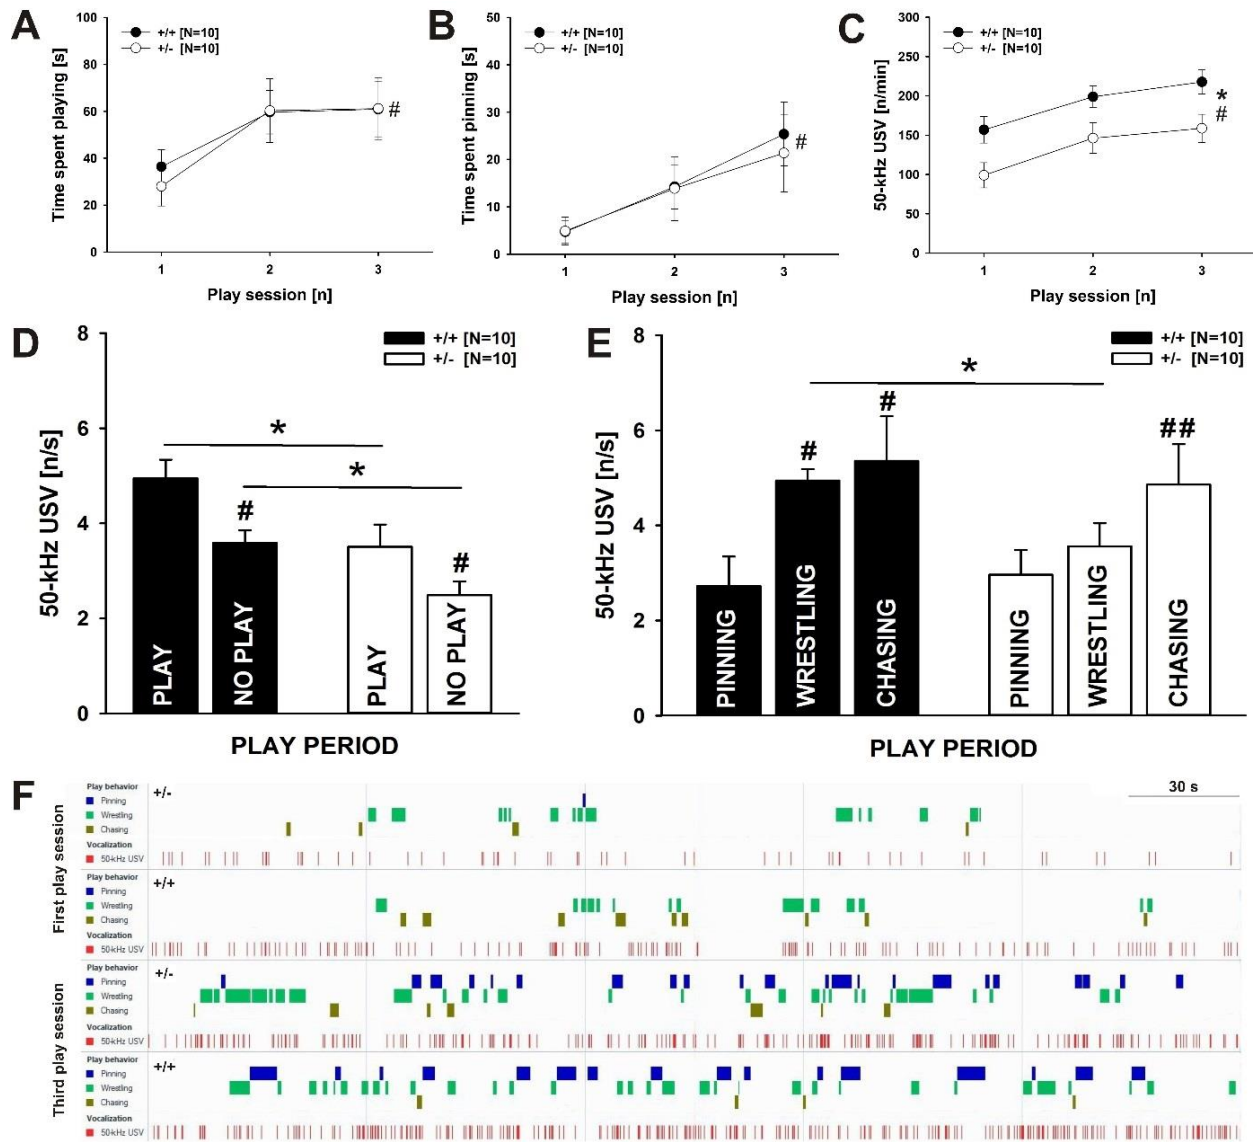 A
Time spent playing [s]
100
80
60
40
20
0
+/+ [N=10]
+/- [N=10]
#
1 2 3
Play session [n]
B
Time spent pinning [s]
50
40
30
20
10
0
+/+ [N=10]
+/- [N=10]
#
1 2 3
Play session [n]
C
50-kHz USV [n/min]
300
250
200
150
100
50
0
+/+ [N=10]
+/- [N=10]
*
#
1 2 3
Play session [n]
D
50-kHz USV [n/s]
8
6
4
2
0
+/+ [N=10]
+/- [N=10]
*
*
#
#
PLAY
NO PLAY
PLAY
NO PLAY
PLAY PERIOD
E
50-kHz USV [n/s]
8
6
4
2
0
+/+ [N=10]
+/- [N=10]
*
#
#
##
PINNING
WRESTLING
CHASING
PINNING
WRESTLING
CHASING
PLAY PERIOD
F
30 s
First play session
Play behavior +/-
Pinning
Wrestling
Chasing
Vocalization
50-kHz USV
Play behavior +/+
Pinning
Wrestling
Chasing
Vocalization
50-kHz USV
Third play session
Play behavior +/-
Pinning
Wrestling
Chasing
Vocalization
50-kHz USV
Play behavior +/+
Pinning
Wrestling
Chasing
Vocalization
50-kHz USV